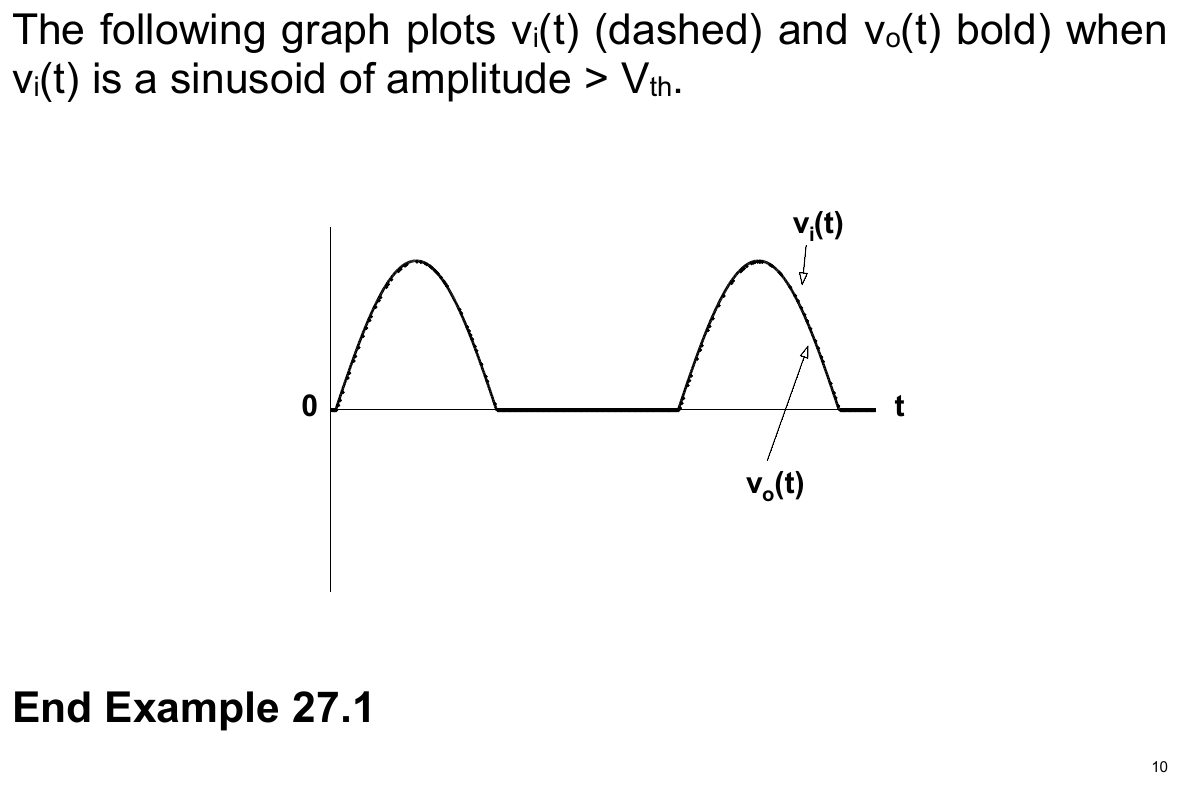 The following graph plots vi(t) (dashed) and vo(t) bold) when
vi(t) is a sinusoid of amplitude > Vth.
vi(t)
0
t
vo(t)
End Example 27.1
10